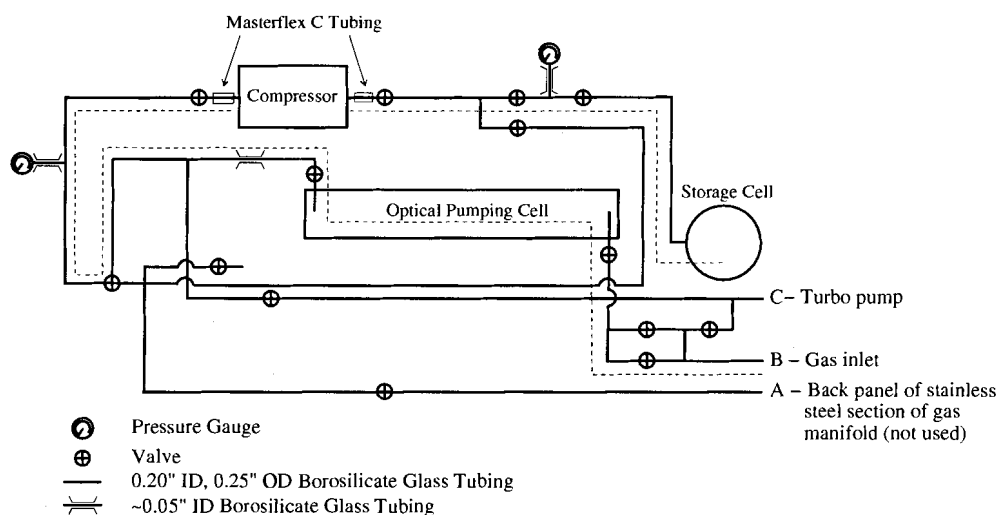 Masterflex C Tubing
Compressor
Storage Cell
Optical Pumping Cell
C– Turbo pump
B – Gas inlet
A – Back panel of stainless
steel section of gas
manifold (not used)
Pressure Gauge
Valve
0.20" ID, 0.25" OD Borosilicate Glass Tubing
~0.05" ID Borosilicate Glass Tubing